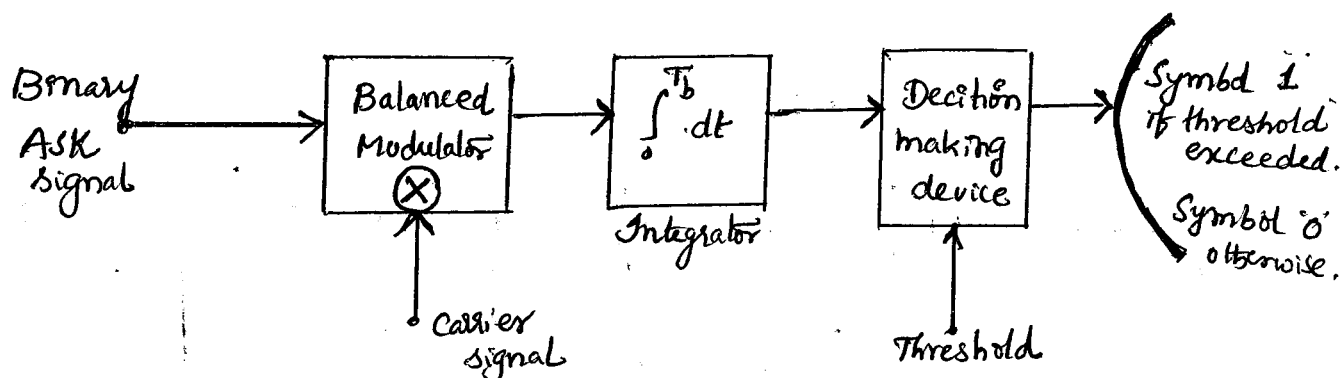 Binary
ASK
signal
Balanced
Modulator
X
Carrier
signal
Tb
∫ .dt
0
Integrator
Decition
making
device
Threshold
Symbol 1
if threshold
exceeded.
Symbol '0'
otherwise.